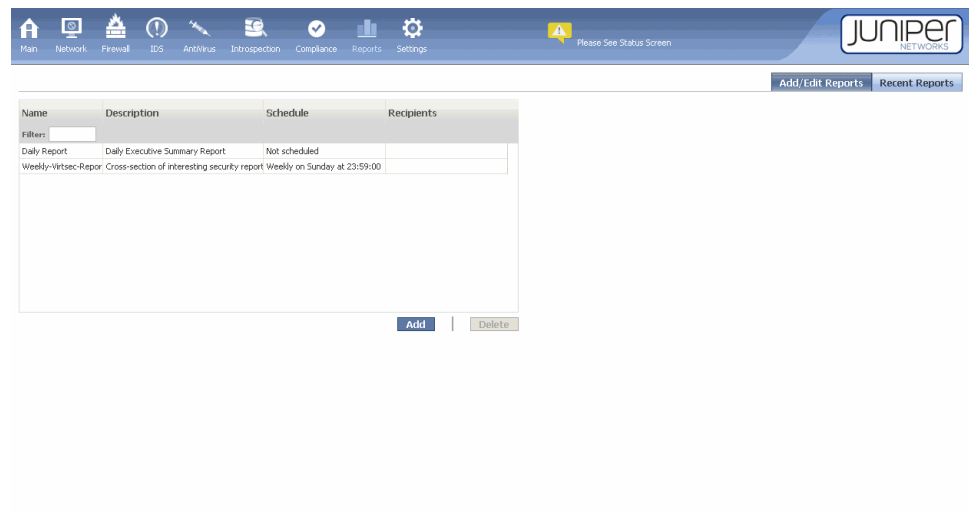 Main Network Firewall IDS AntiVirus Introspection Compliance Reports Settings
Please See Status Screen
JUNIPER
NETWORKS
Add/Edit Reports Recent Reports
Name Description Schedule Recipients
Filter:
Daily Report Daily Executive Summary Report Not scheduled
Weekly-Virtsec-Repor Cross-section of interesting security report Weekly on Sunday at 23:59:00
Add Delete